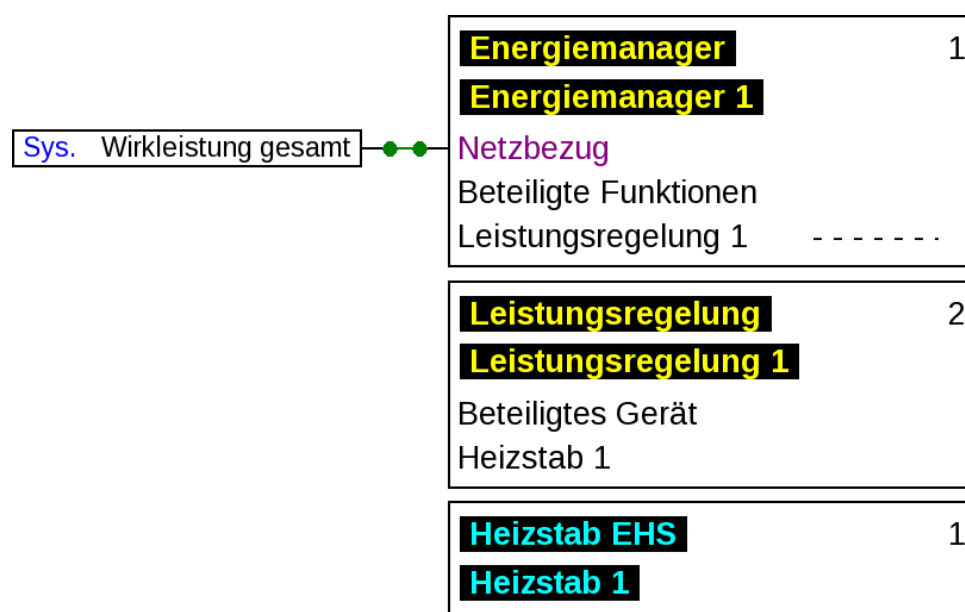 Energiemanager 1
Energiemanager 1
Sys. Wirkleistung gesamt
Netzbezug
Beteiligte Funktionen
Leistungsregelung 1 - - - - - - -
Leistungsregelung 2
Leistungsregelung 1
Beteiligtes Gerät
Heizstab 1
Heizstab EHS 1
Heizstab 1